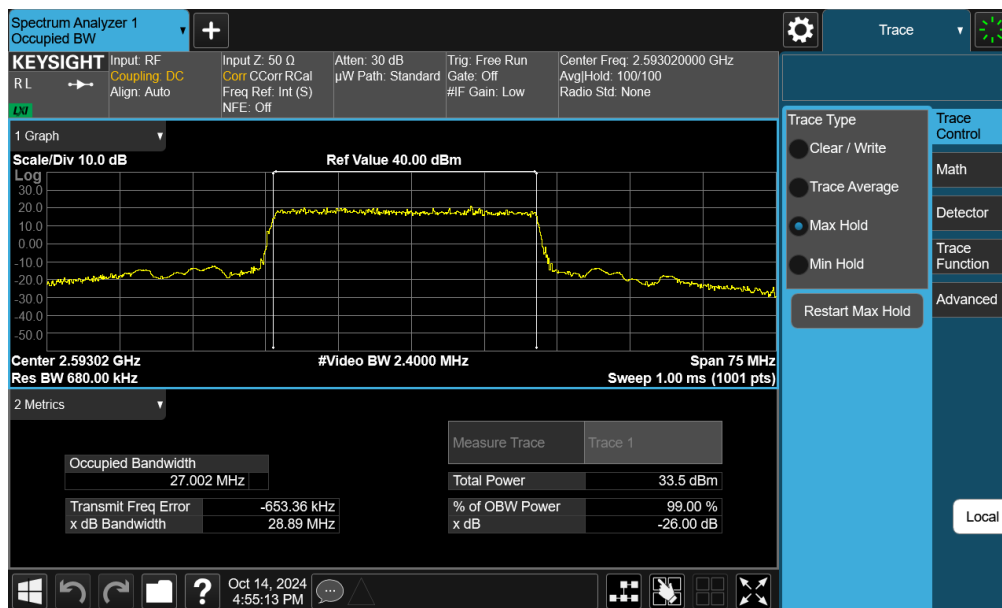 Spectrum Analyzer 1
Occupied BW
+
Trace
KEYSIGHT
RL
LXI
Input: RF
Coupling: DC
Align: Auto
Input Z: 50 Ω
Corr CCorr RCal
Freq Ref: Int (S)
NFE: Off
Atten: 30 dB
µW Path: Standard
Trig: Free Run
Gate: Off
#IF Gain: Low
Center Freq: 2.593020000 GHz
Avg|Hold: 100/100
Radio Std: None
1 Graph
Scale/Div 10.0 dB
Ref Value 40.00 dBm
Log
30.0
20.0
10.0
0.00
-10.0
-20.0
-30.0
-40.0
-50.0
Center 2.59302 GHz
#Video BW 2.4000 MHz
Span 75 MHz
Res BW 680.00 kHz
Sweep 1.00 ms (1001 pts)
2 Metrics
Measure Trace
Trace 1
Occupied Bandwidth
27.002 MHz
Total Power
33.5 dBm
Transmit Freq Error
-653.36 kHz
% of OBW Power
99.00 %
x dB Bandwidth
28.89 MHz
x dB
-26.00 dB
Trace Type
Clear / Write
Trace Average
Max Hold
Min Hold
Restart Max Hold
Trace
Control
Math
Detector
Trace
Function
Advanced
Local
?
Oct 14, 2024
4:55:13 PM